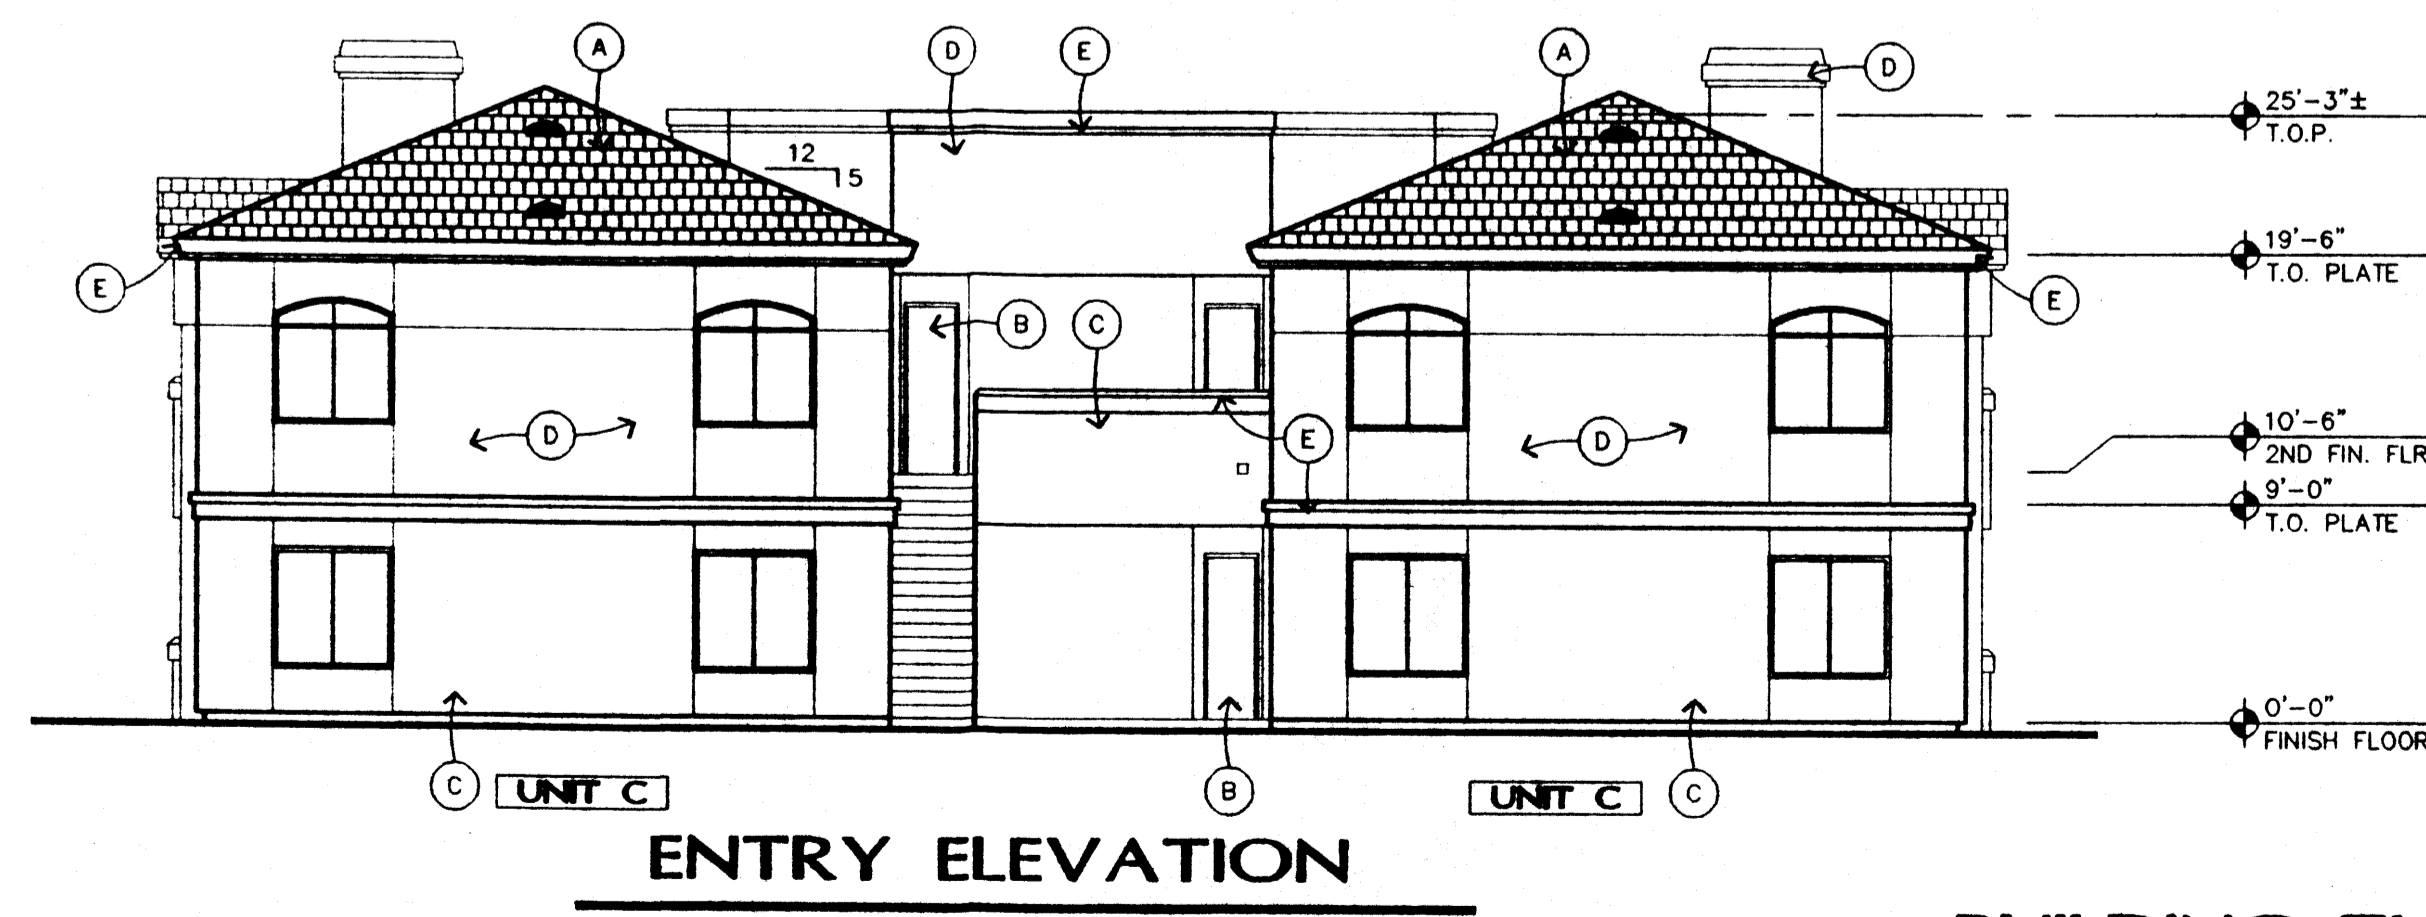 A
D
E
A
D
25'-3"±
T.O.P.
12
5
19'-6"
T.O. PLATE
E
E
B
C
D
E
D
10'-6"
2ND FIN. FLR
9'-0"
T.O. PLATE
0'-0"
FINISH FLOOR
C
UNIT C
B
UNIT C
C
ENTRY ELEVATION